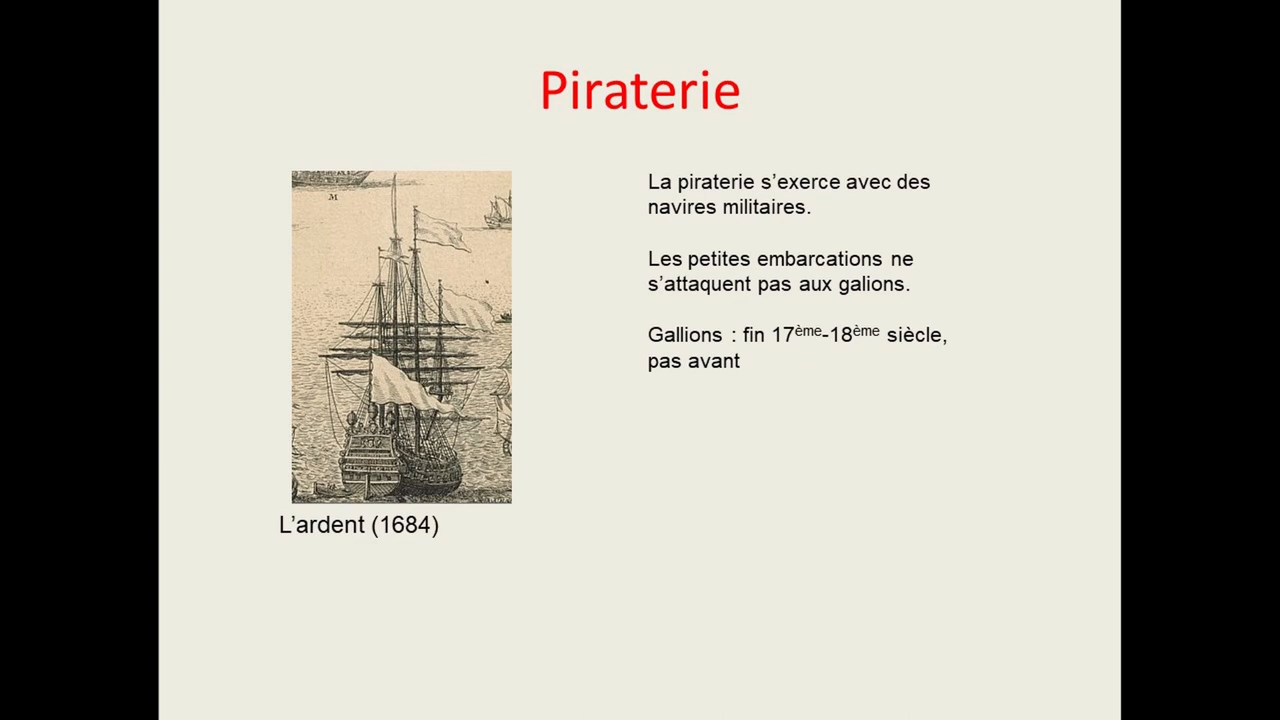 Piraterie
M
La piraterie s’exerce avec des
navires militaires.
Les petites embarcations ne
s’attaquent pas aux galions.
Gallions : fin 17ème-18ème siècle,
pas avant
L’ardent (1684)